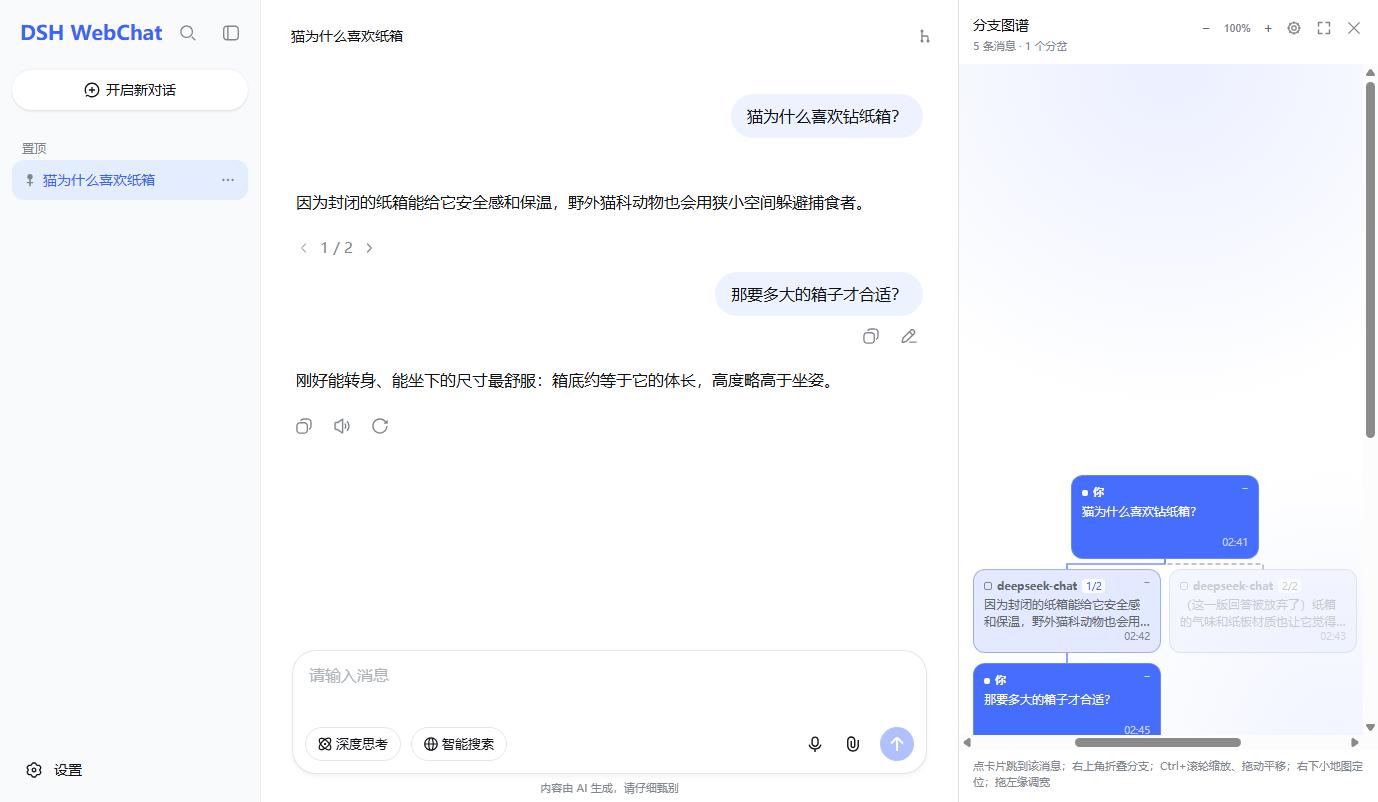 DSH WebChat
开启新对话
置顶
猫为什么喜欢纸箱
设置
猫为什么喜欢纸箱
猫为什么喜欢钻纸箱？
因为封闭的纸箱能给它安全感和保温，野外猫科动物也会用狭小空间躲避捕食者。
1 / 2
那要多大的箱子才合适？
刚好能转身、能坐下的尺寸最舒服：箱底约等于它的体长，高度略高于坐姿。
请输入消息
深度思考
智能搜索
内容由 AI 生成，请仔细甄别
分支图谱
− 100% +
5 条消息 · 1 个分岔
你
猫为什么喜欢钻纸箱？
02:41
deepseek-chat 1/2
因为封闭的纸箱能给它安全感
和保温，野外猫科动物也会用...
02:42
deepseek-chat 2/2
（这一版回答被放弃了）纸箱
的气味和纸板材质也让它觉得...
02:43
你
那要多大的箱子才合适？
02:45
点卡片跳到该消息；右上角折叠分支；Ctrl+滚轮缩放、拖动平移；右下小地图定
位；拖左缘调宽